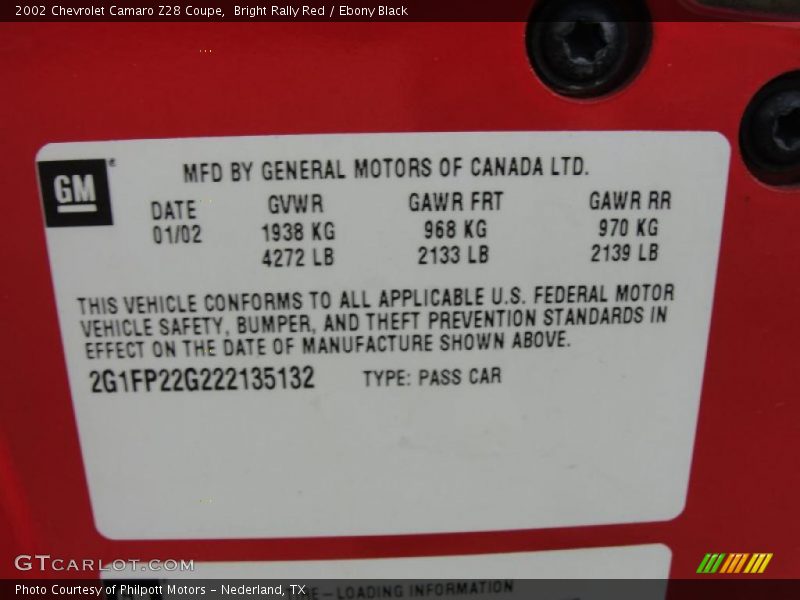 2002 Chevrolet Camaro Z28 Coupe,  Bright Rally Red / Ebony Black
GM
MFD BY GENERAL MOTORS OF CANADA LTD.
DATE GVWR GAWR FRT GAWR RR
01/02 1938 KG 968 KG 970 KG
4272 LB 2133 LB 2139 LB
THIS VEHICLE CONFORMS TO ALL APPLICABLE U.S. FEDERAL MOTOR
VEHICLE SAFETY, BUMPER, AND THEFT PREVENTION STANDARDS IN
EFFECT ON THE DATE OF MANUFACTURE SHOWN ABOVE.
2G1FP22G222135132 TYPE: PASS CAR
GTCARLOT.COM
LOADING INFORMATION
Photo Courtesy of Philpott Motors - Nederland, TX